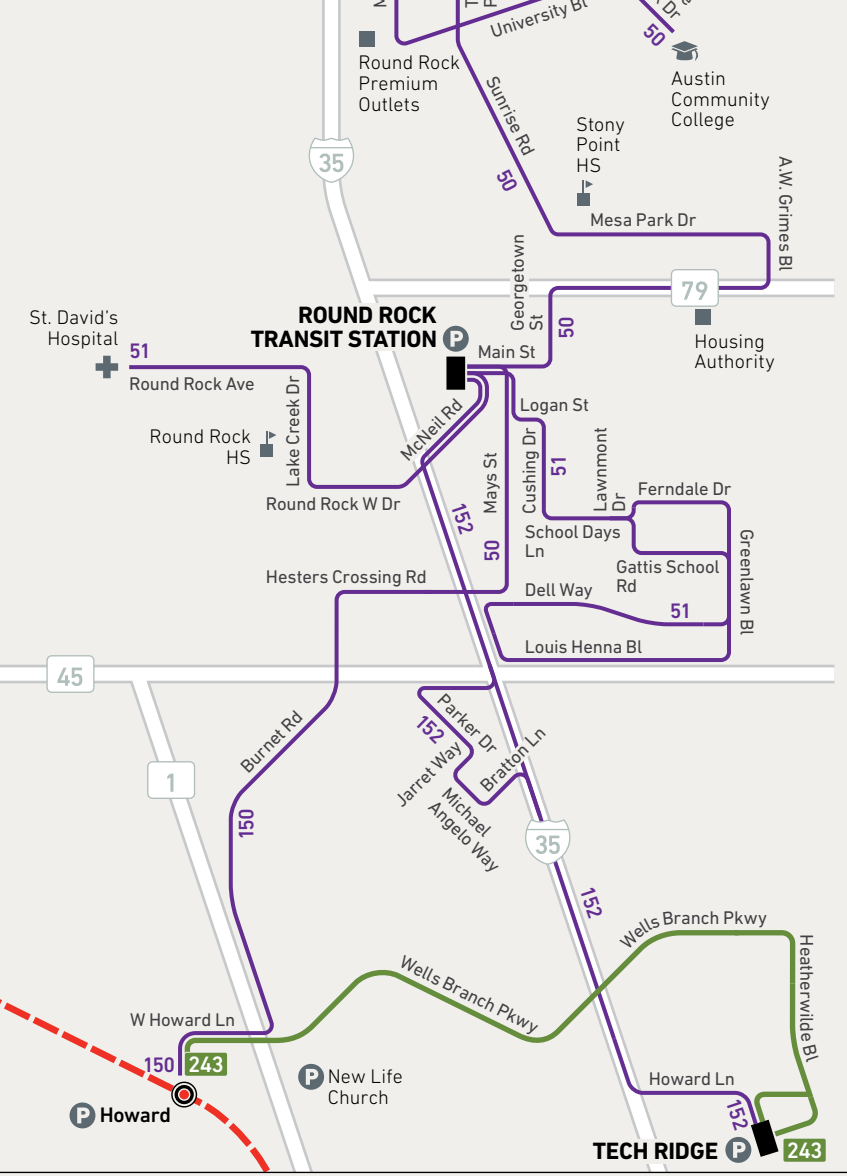 University Bl
Dr
50
Round Rock
Premium
Outlets
Austin
Community
College
Sunrise Rd
Stony
Point
HS
35
50
A.W. Grimes Bl
Mesa Park Dr
Georgetown
St
79
ROUND ROCK
TRANSIT STATION
P
St. David's
Hospital
50
Housing
Authority
51
Main St
Round Rock Ave
Lake Creek Dr
Logan St
Round Rock
HS
McNeil Rd
Mays St
Cushing Dr
51
Lawnmont
Dr
Ferndale Dr
Round Rock W Dr
152
50
School Days
Ln
Greenlawn Bl
Gattis School
Rd
Hesters Crossing Rd
Dell Way
51
Louis Henna Bl
45
Parker Dr
152
Burnet Rd
Jarret Way
Bratton Ln
1
Michael
Angelo Way
150
35
152
Wells Branch Pkwy
Heatherwilde Bl
Wells Branch Pkwy
W Howard Ln
150
243
P
New Life
Church
Howard Ln
P
Howard
152
TECH RIDGE
P
243